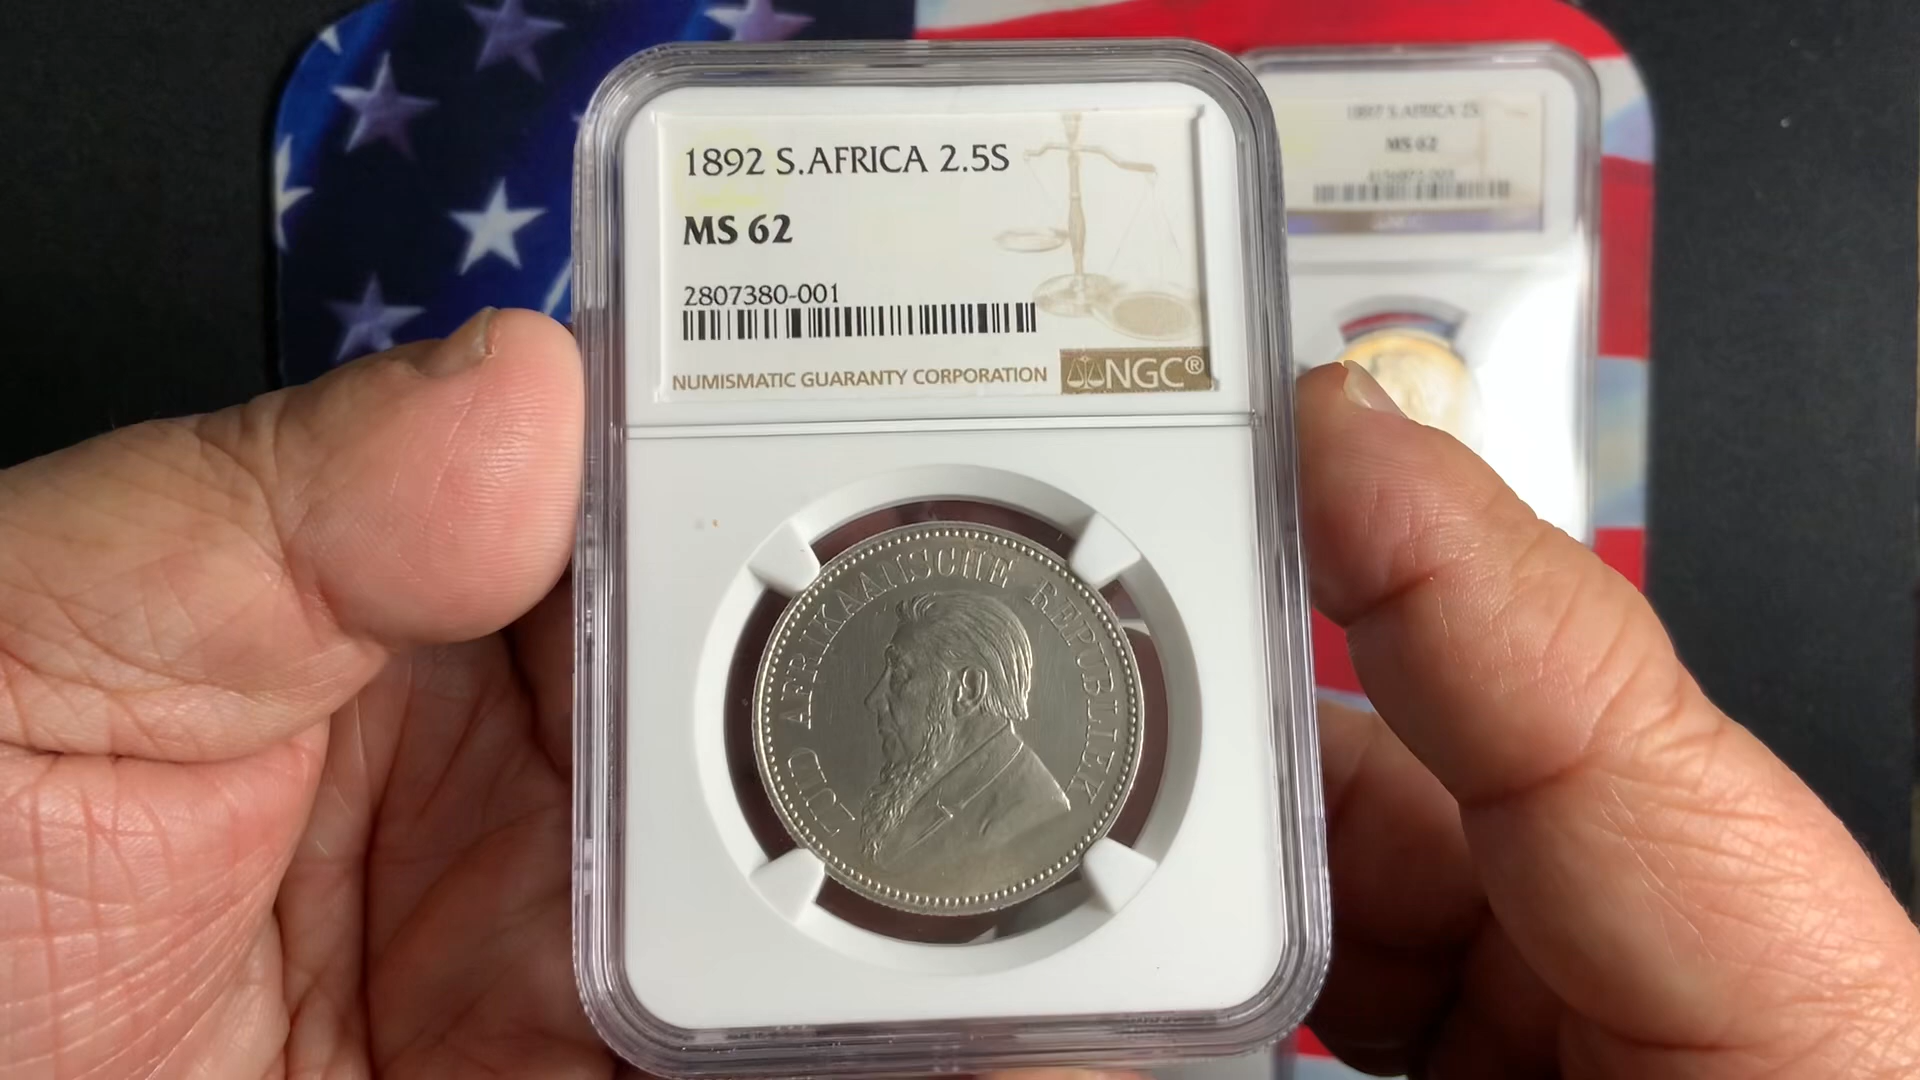 1892 S.AFRICA 2.5S
MS 62
2807380-001
NUMISMATIC GUARANTY CORPORATION NGC®
ZUID AFRIKAANSCHE REPUBLIEK
1897 S.AFRICA 2S
MS 62